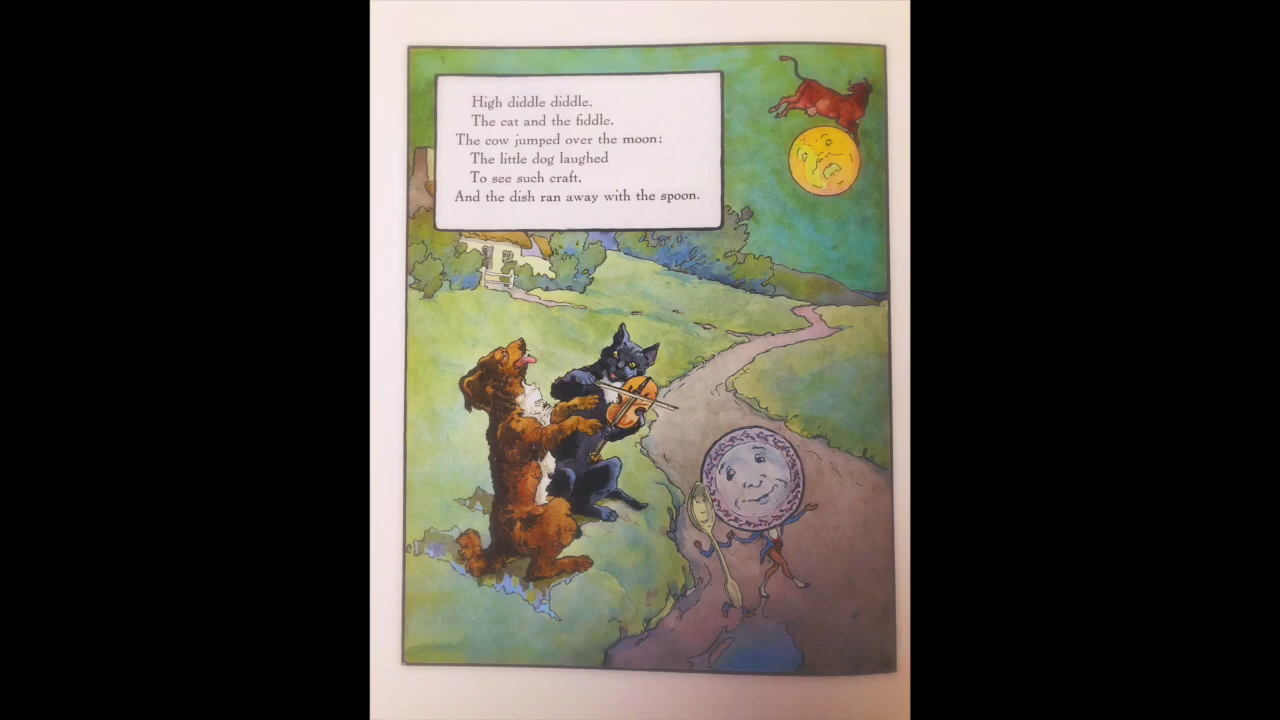 High diddle diddle,
The cat and the fiddle,
The cow jumped over the moon;
The little dog laughed
To see such craft,
And the dish ran away with the spoon.